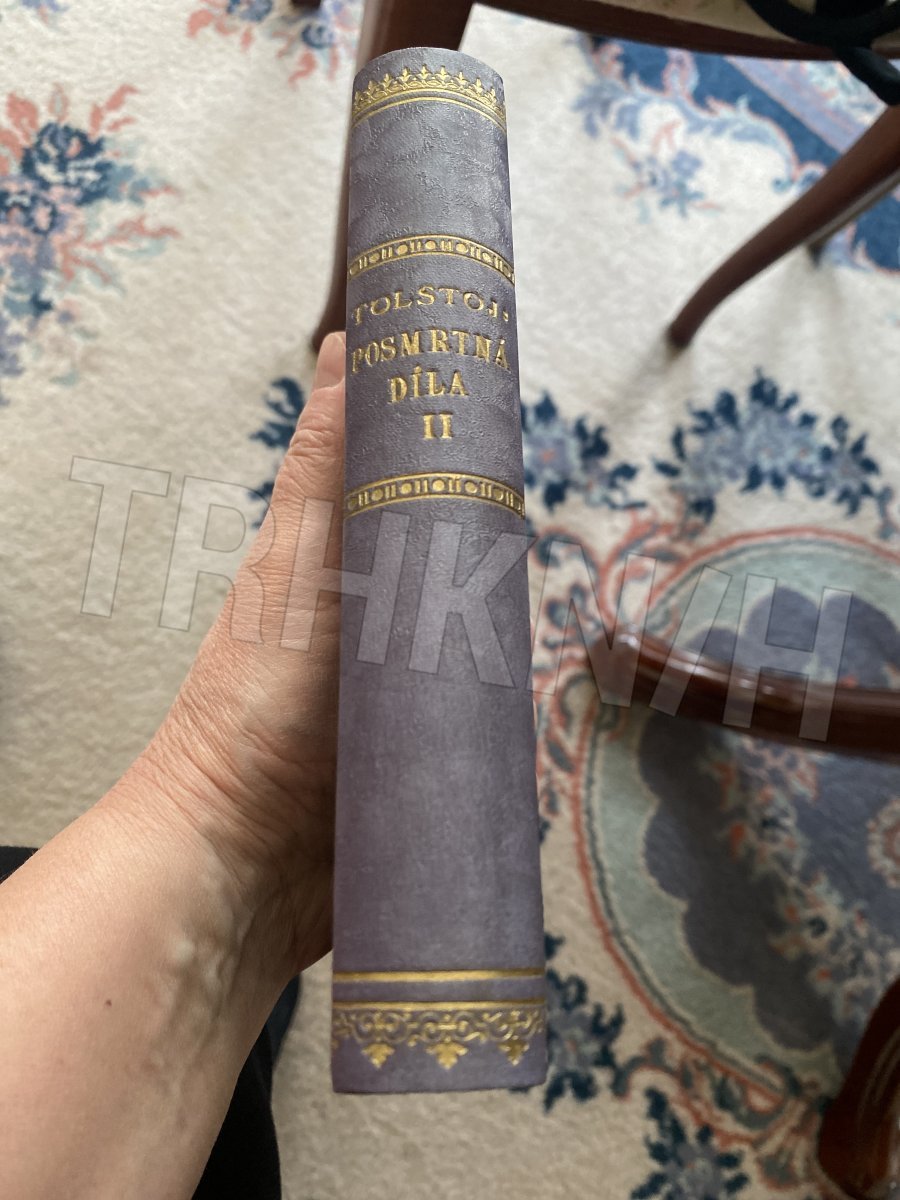 TOLSTOJ:
POSMRTNÁ
DÍLA
II
TRHKNIH